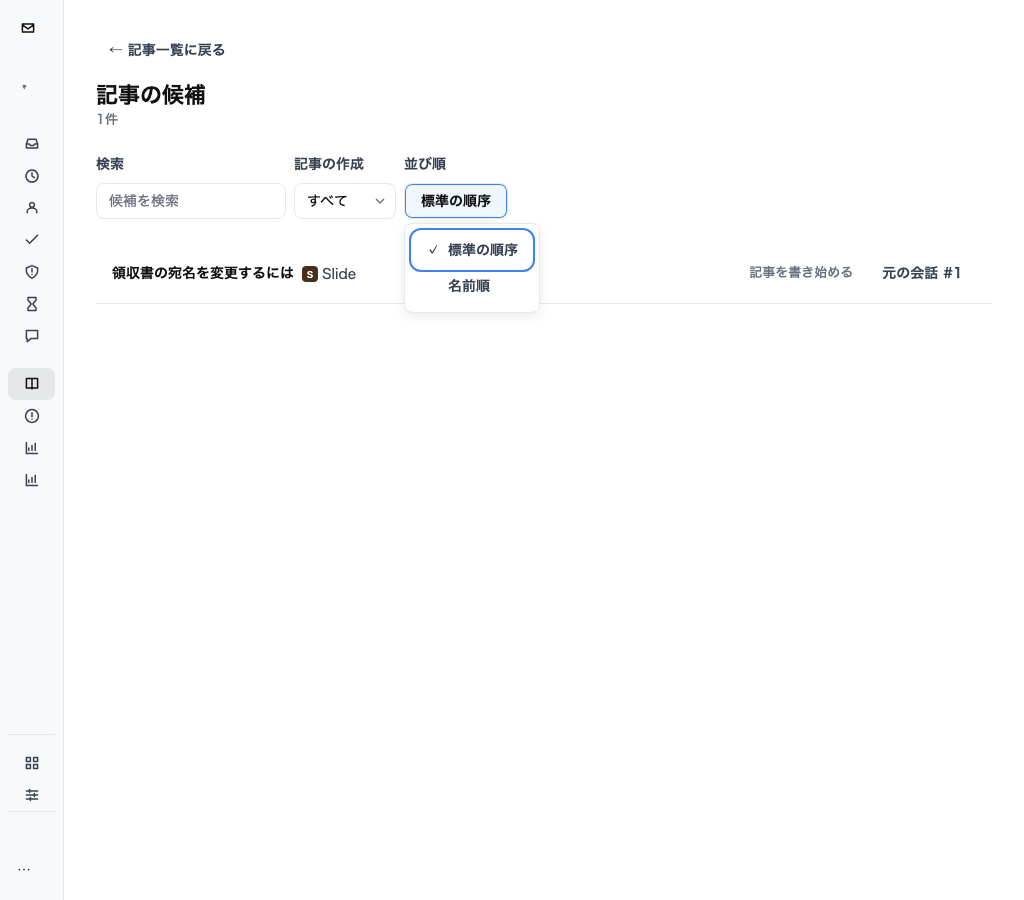 ← 記事一覧に戻る
記事の候補
1件
検索
記事の作成
並び順
候補を検索
すべて
標準の順序
✓ 標準の順序
名前順
領収書の宛名を変更するには
S Slide
記事を書き始める
元の会話 #1
…